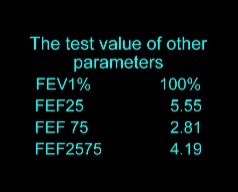 The test value of other
parameters
FEV1% 100%
FEF25 5.55
FEF 75 2.81
FEF2575 4.19